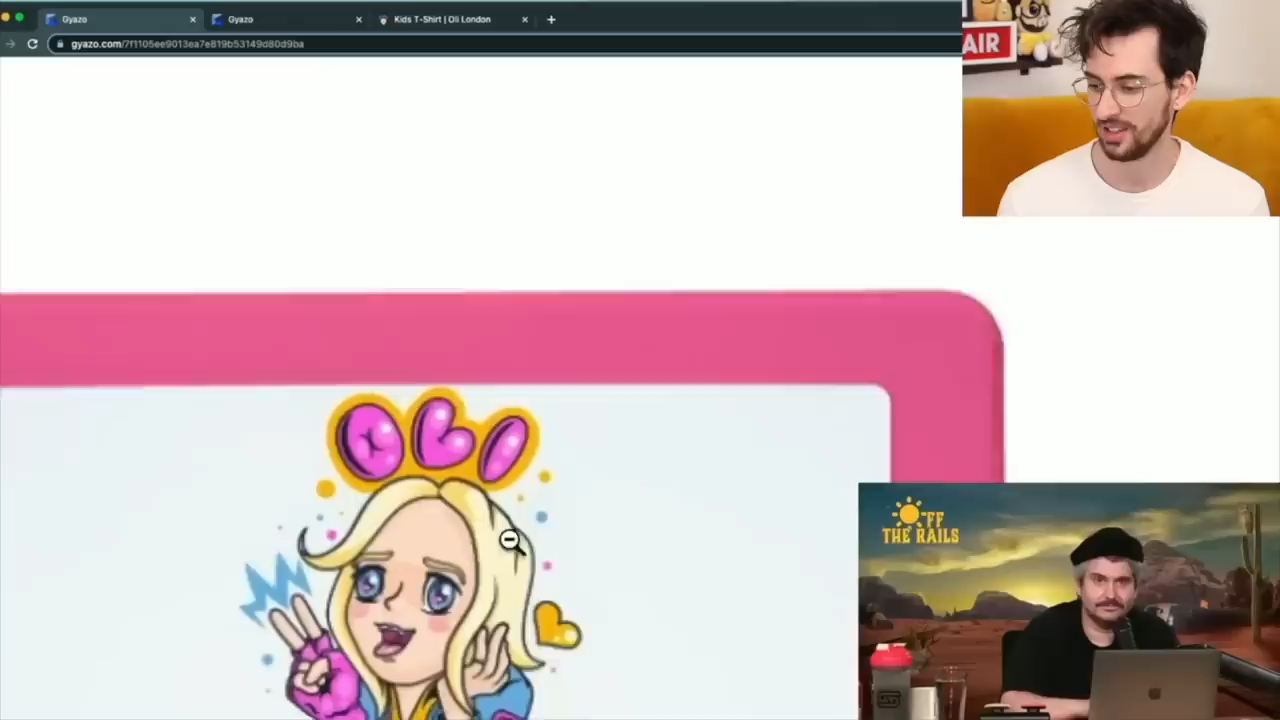 Gyazo
Gyazo
Kids T-Shirt | Oli London
gyazo.com/7f1105ee9013ea7e819b53149d80d9ba
AIR
OLI
OFF
THE RAILS